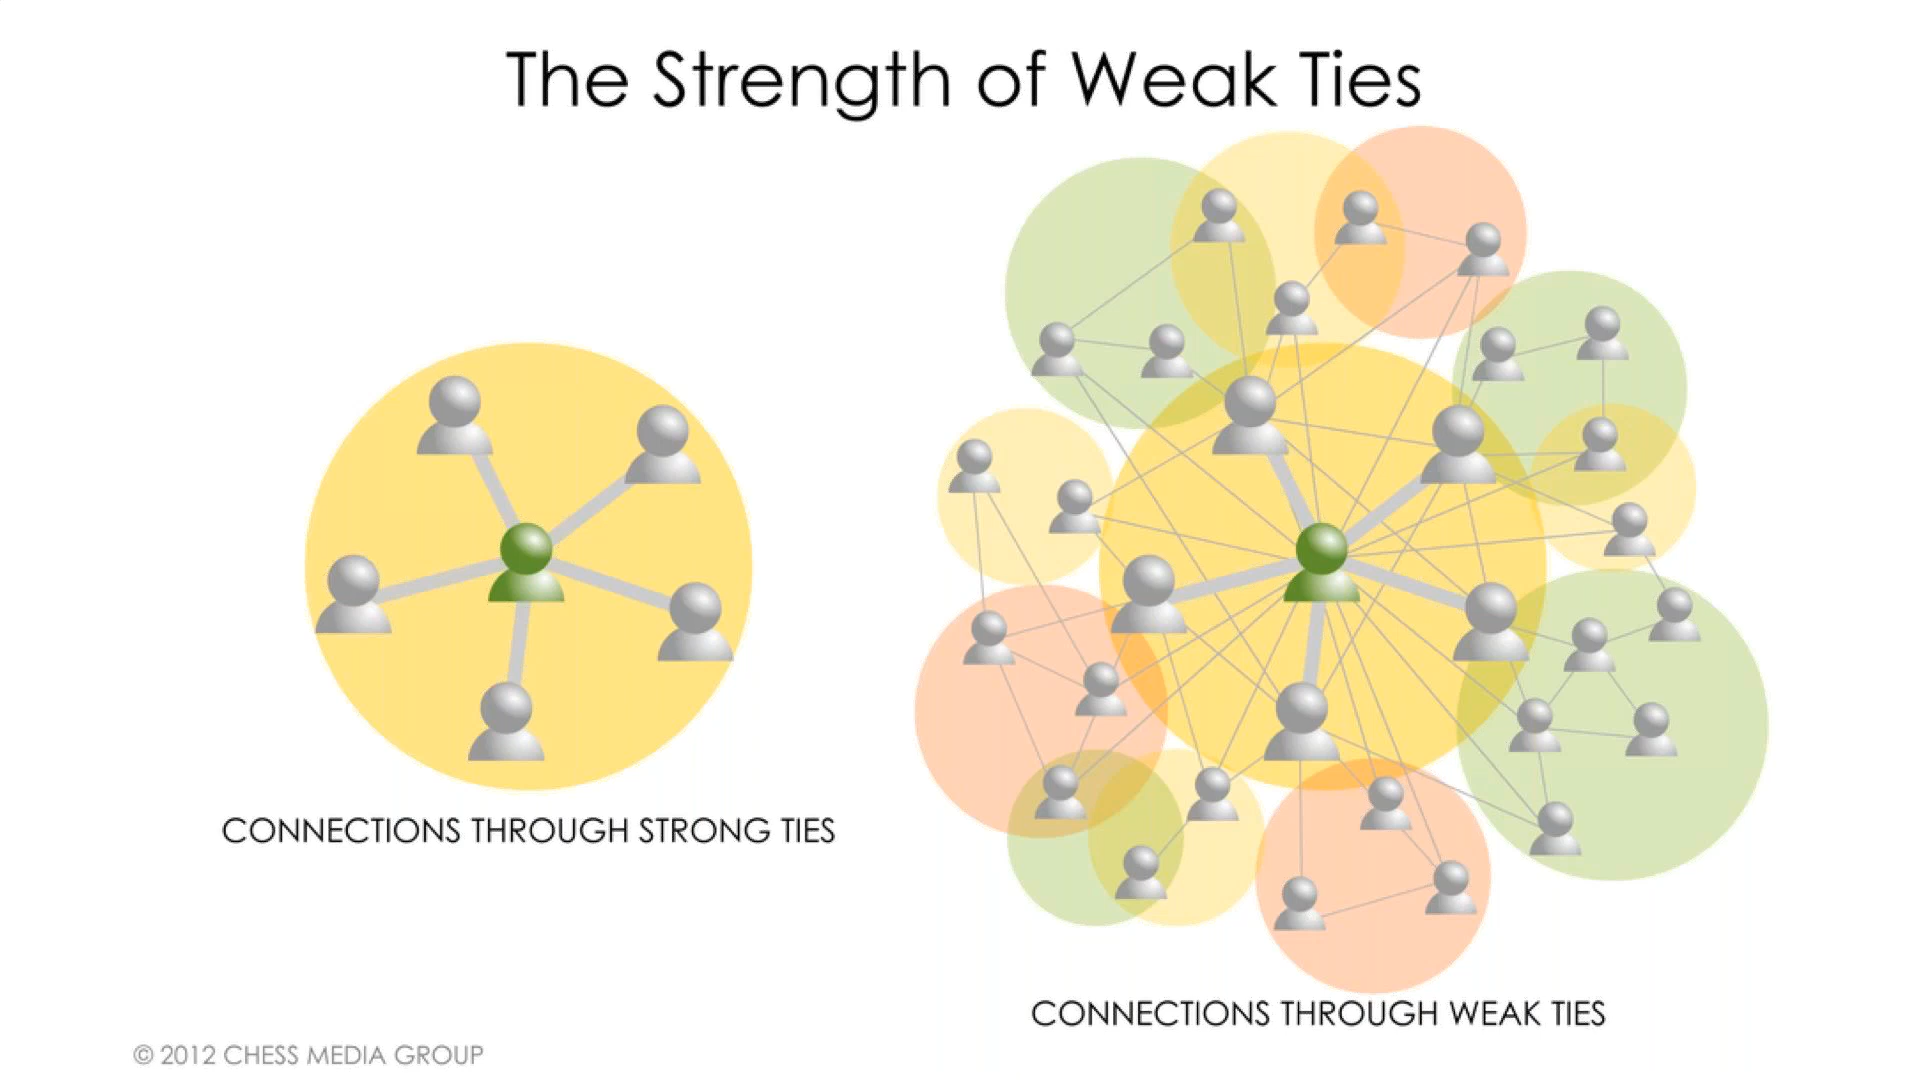 The Strength of Weak Ties
CONNECTIONS THROUGH STRONG TIES
CONNECTIONS THROUGH WEAK TIES
© 2012 CHESS MEDIA GROUP